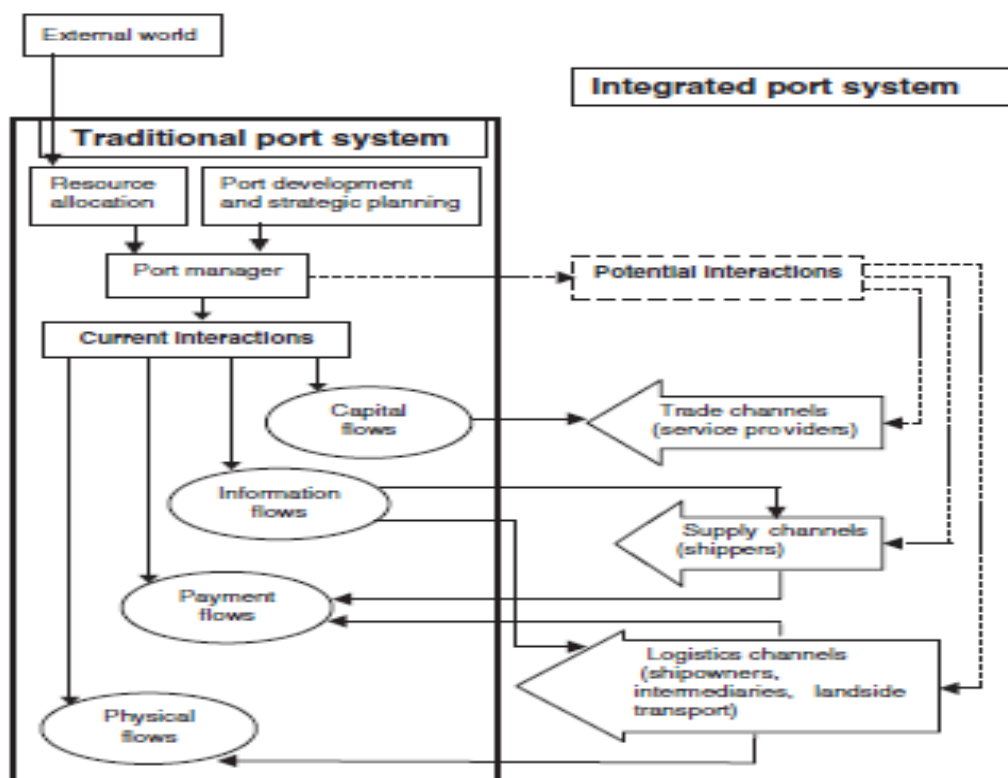 External world
Integrated port system
Traditional port system
Resource
allocation
Port development
and strategic planning
Port manager
Potential interactions
Current interactions
Capital
flows
Trade channels
(service providers)
Information
flows
Supply channels
(shippers)
Payment
flows
Logistics channels
(shipowners,
intermediaries, landside
transport)
Physical
flows